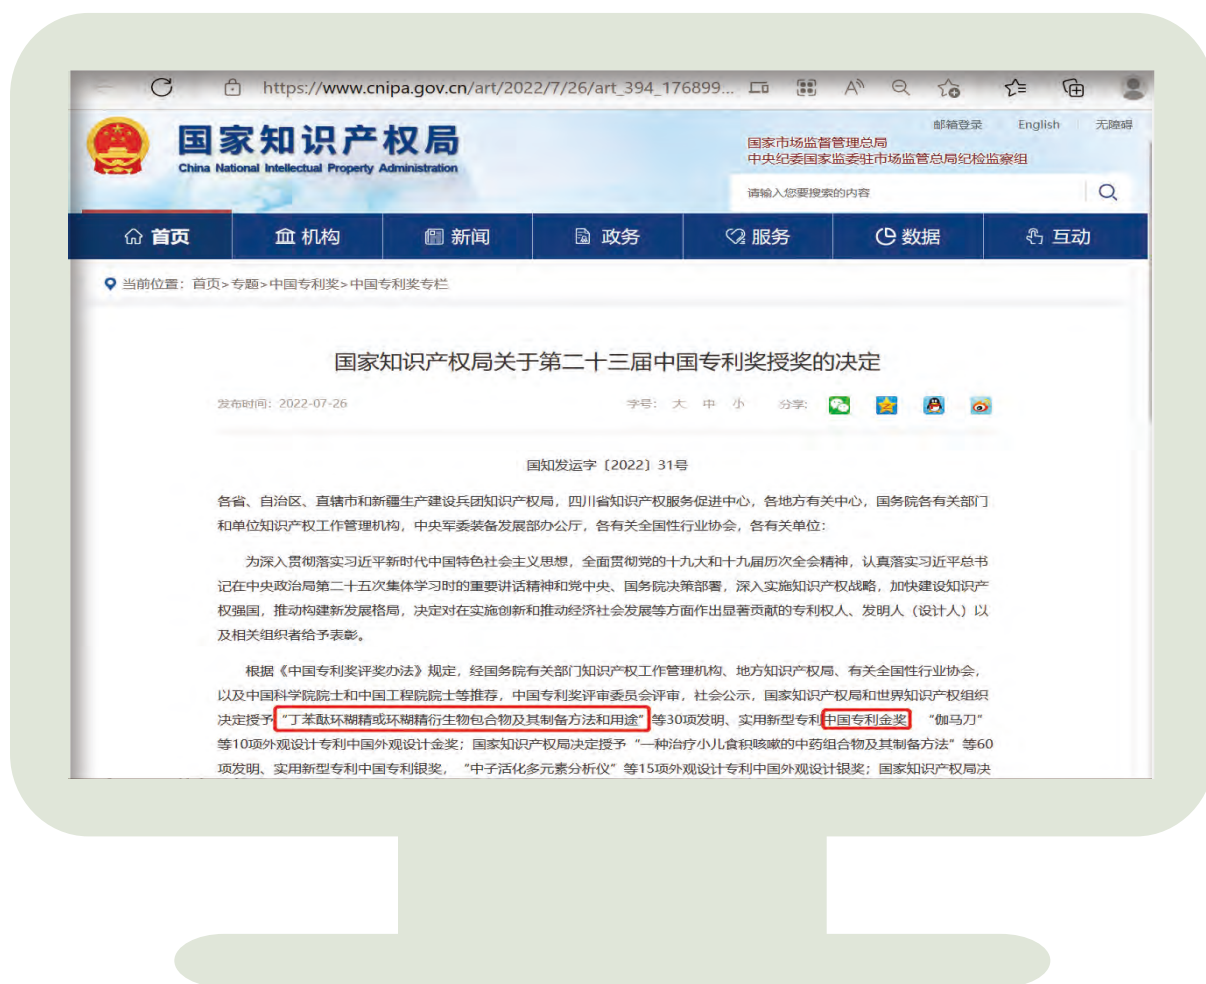 https://www.cnipa.gov.cn/art/2022/7/26/art_394_176899...
邮箱登录 English 无障碍
国家知识产权局
China National Intellectual Property Administration
国家市场监督管理总局
中央纪委国家监委驻市场监管总局纪检监察组
请输入您要搜索的内容
首页 机构 新闻 政务 服务 数据 互动
当前位置：首页>专题>中国专利奖>中国专利奖专栏
国家知识产权局关于第二十三届中国专利奖授奖的决定
发布时间：2022-07-26 字号：大 中 小 分享：
国知发运字〔2022〕31号
各省、自治区、直辖市和新疆生产建设兵团知识产权局，四川省知识产权服务促进中心，各地方有关中心，国务院各有关部门
和单位知识产权工作管理机构，中央军委装备发展部办公厅，各有关全国性行业协会，各有关单位：
为深入贯彻落实习近平新时代中国特色社会主义思想，全面贯彻党的十九大和十九届历次全会精神，认真落实习近平总书
记在中央政治局第二十五次集体学习时的重要讲话精神和党中央、国务院决策部署，深入实施知识产权战略，加快建设知识产
权强国，推动构建新发展格局，决定对在实施创新和推动经济社会发展等方面作出显著贡献的专利权人、发明人（设计人）以
及相关组织者给予表彰。
根据《中国专利奖评奖办法》规定，经国务院有关部门知识产权工作管理机构、地方知识产权局、有关全国性行业协会，
以及中国科学院院士和中国工程院院士等推荐，中国专利奖评审委员会评审，社会公示，国家知识产权局和世界知识产权组织
决定授予“丁苯酞环糊精或环糊精衍生物包合物及其制备方法和用途”等30项发明、实用新型专利中国专利金奖，“伽马刀”
等10项外观设计专利中国外观设计金奖；国家知识产权局决定授予“一种治疗小儿食积咳嗽的中药组合物及其制备方法”等60
项发明、实用新型专利中国专利银奖，“中子活化多元素分析仪”等15项外观设计专利中国外观设计银奖；国家知识产权局决